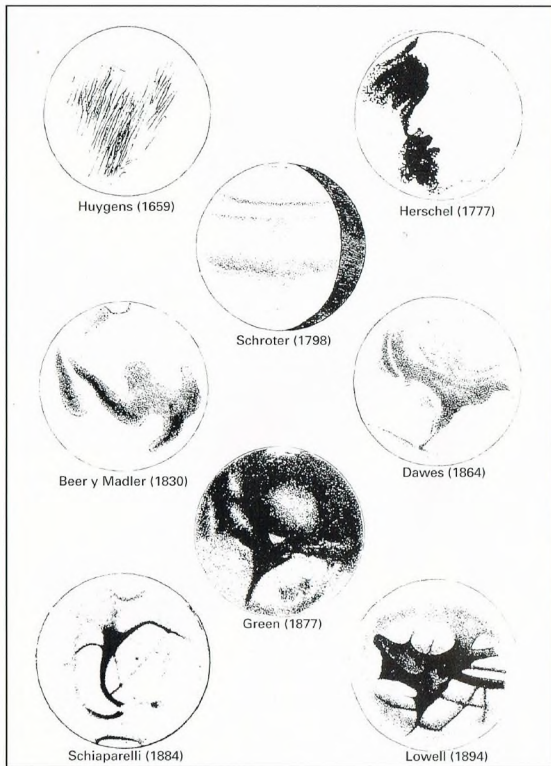 Huygens (1659)
Herschel (1777)
Schroter (1798)
Beer y Madler (1830)
Dawes (1864)
Green (1877)
Schiaparelli (1884)
Lowell (1894)